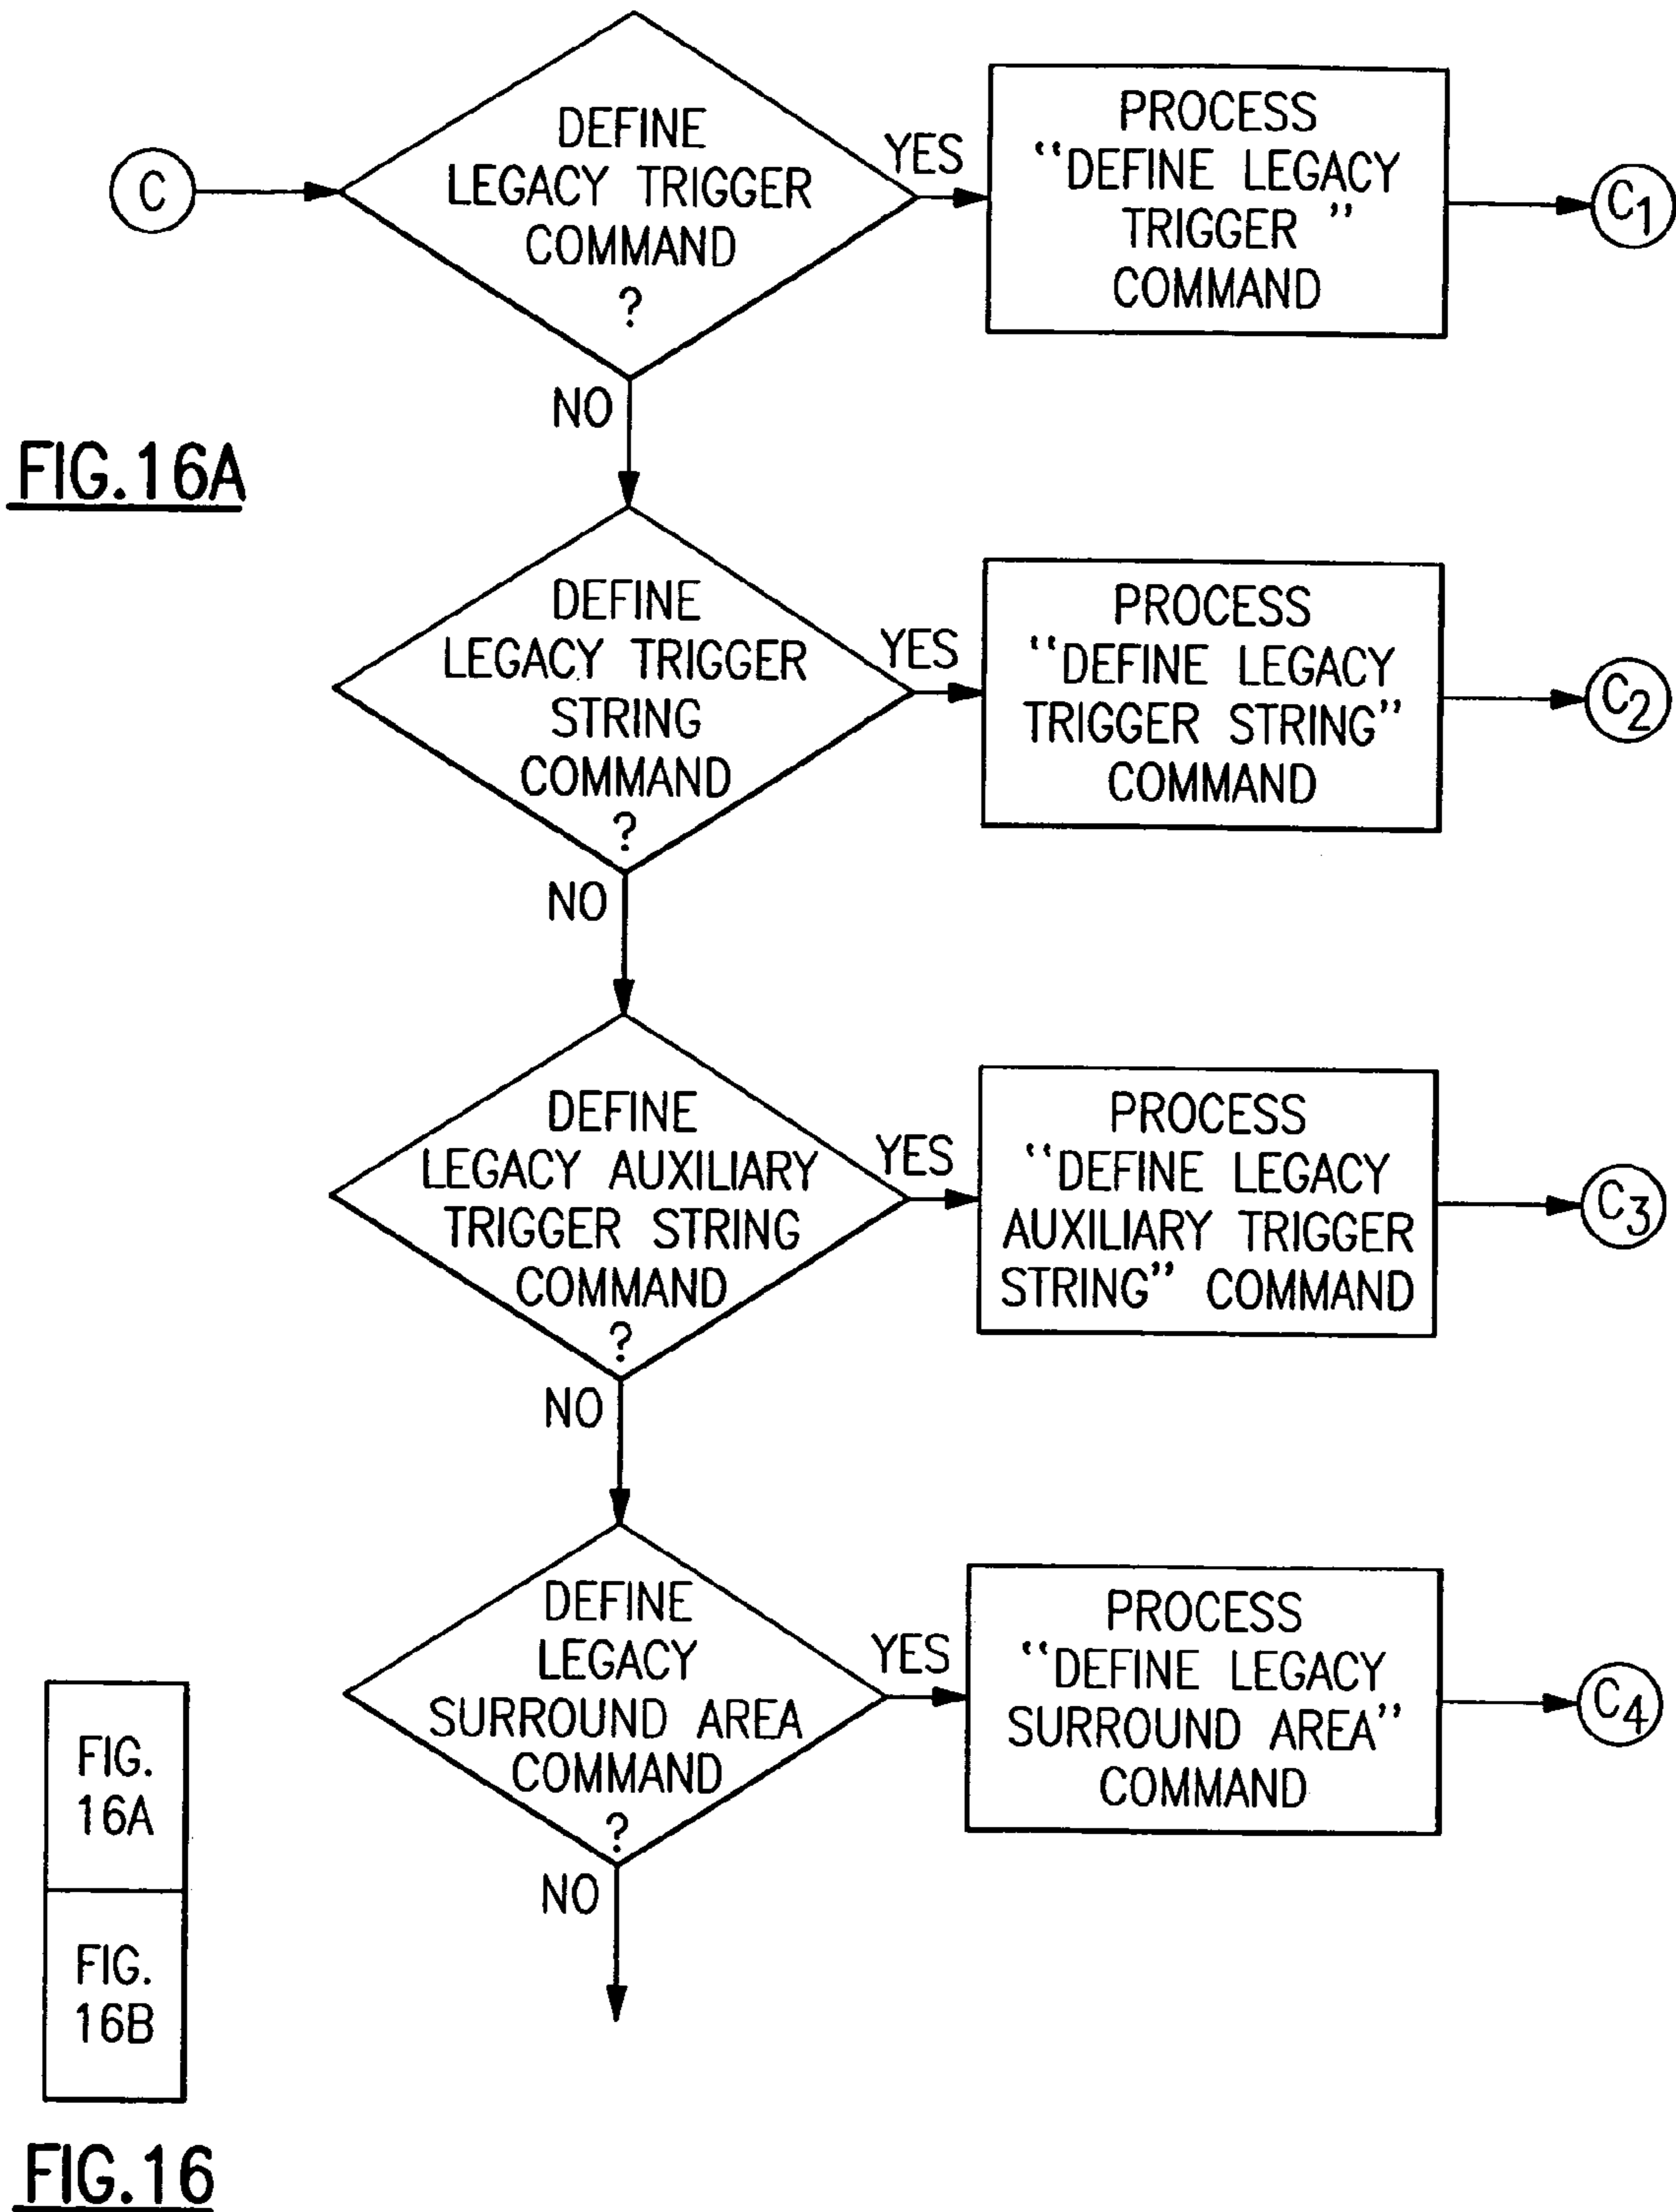 DEFINE
LEGACY TRIGGER
COMMAND
?
C
YES
PROCESS
"DEFINE LEGACY
TRIGGER "
COMMAND
C1
NO
FIG.16A
DEFINE
LEGACY TRIGGER
STRING
COMMAND
?
YES
PROCESS
"DEFINE LEGACY
TRIGGER STRING"
COMMAND
C2
NO
DEFINE
LEGACY AUXILIARY
TRIGGER STRING
COMMAND
?
YES
PROCESS
"DEFINE LEGACY
AUXILIARY TRIGGER
STRING" COMMAND
C3
NO
DEFINE
LEGACY
SURROUND AREA
COMMAND
?
YES
PROCESS
"DEFINE LEGACY
SURROUND AREA"
COMMAND
C4
NO
FIG.
16A
FIG.
16B
FIG.16